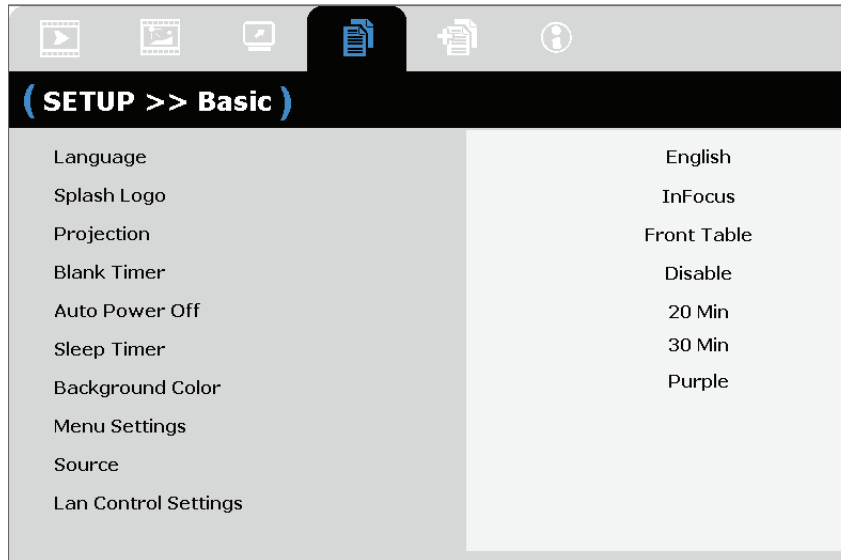 ( SETUP >> Basic )
Language English
Splash Logo InFocus
Projection Front Table
Blank Timer Disable
Auto Power Off 20 Min
Sleep Timer 30 Min
Background Color Purple
Menu Settings
Source
Lan Control Settings